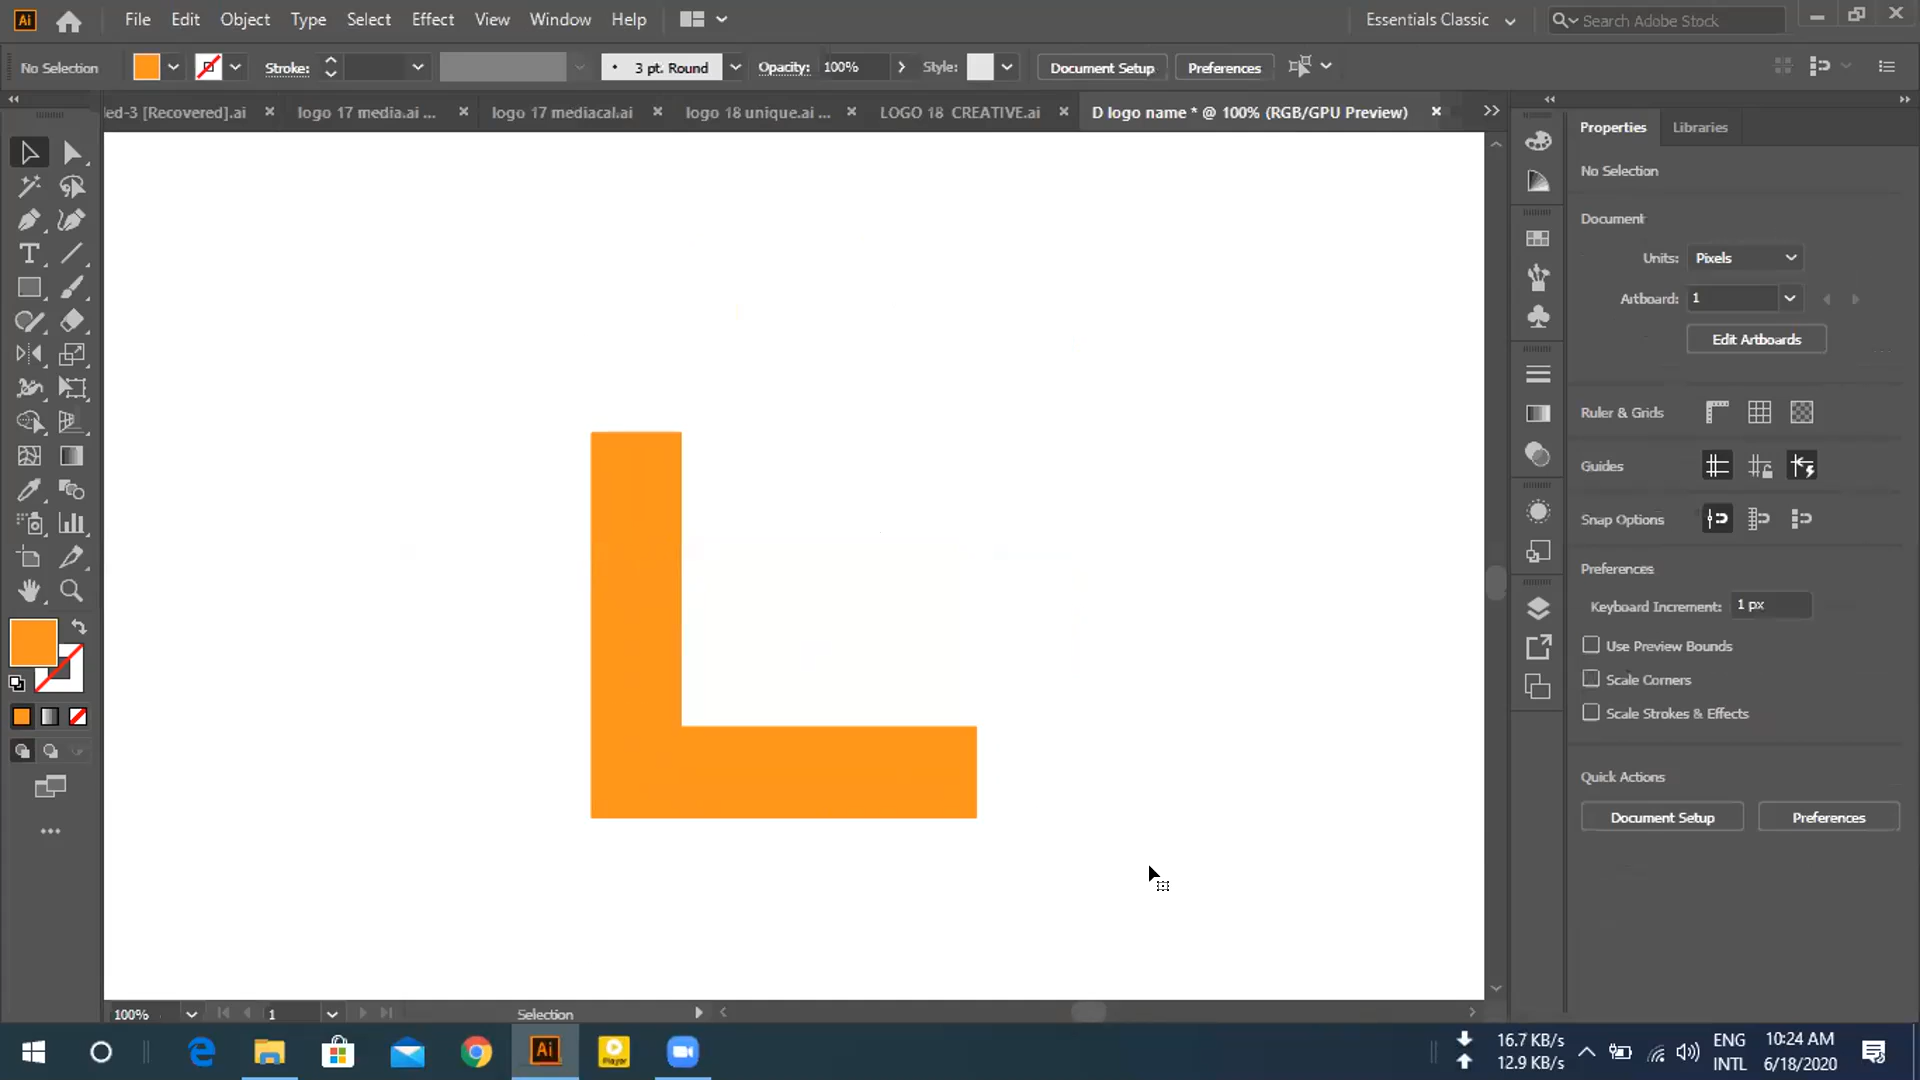 Ai File Edit Object Type Select Effect View Window Help Essentials Classic Search Adobe Stock
No Selection Stroke: 3 pt. Round Opacity: 100% Style: Document Setup Preferences
led-3 [Recovered].ai logo 17 media.ai ... logo 17 mediacal.ai logo 18 unique.ai ... LOGO 18 CREATIVE.ai D logo name * @ 100% (RGB/GPU Preview)
Properties Libraries
No Selection
Document
Units: Pixels
Artboard: 1
Edit Artboards
Ruler & Grids
Guides
Snap Options
Preferences
Keyboard Increment: 1 px
Use Preview Bounds
Scale Corners
Scale Strokes & Effects
Quick Actions
Document Setup Preferences
100% 1 Selection
Ai Player 16.7 KB/s ENG 10:24 AM
12.9 KB/s INTL 6/18/2020